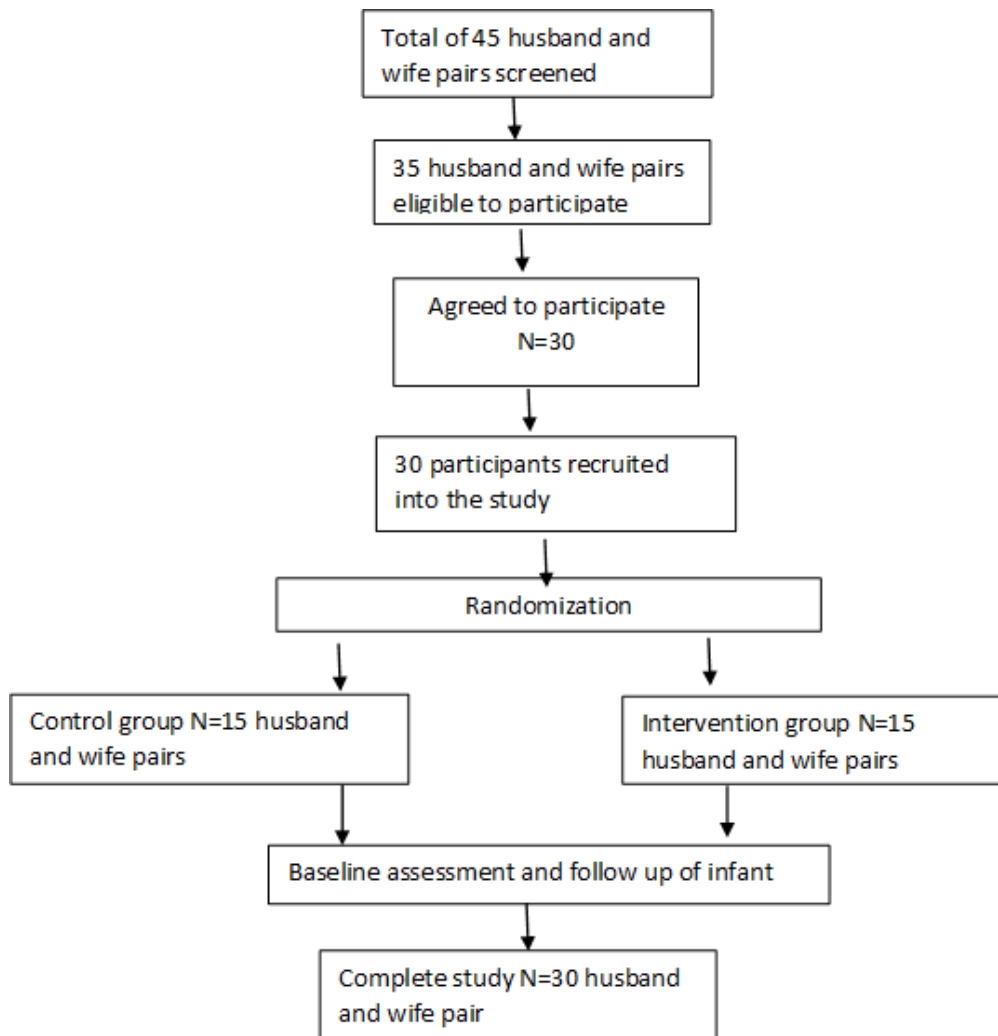 Total of 45 husband and
wife pairs screened
35 husband and wife pairs
eligible to participate
Agreed to participate
N=30
30 participants recruited
into the study
Randomization
Control group N=15 husband
and wife pairs
Intervention group N=15
husband and wife pairs
Baseline assessment and follow up of infant
Complete study N=30 husband
and wife pair